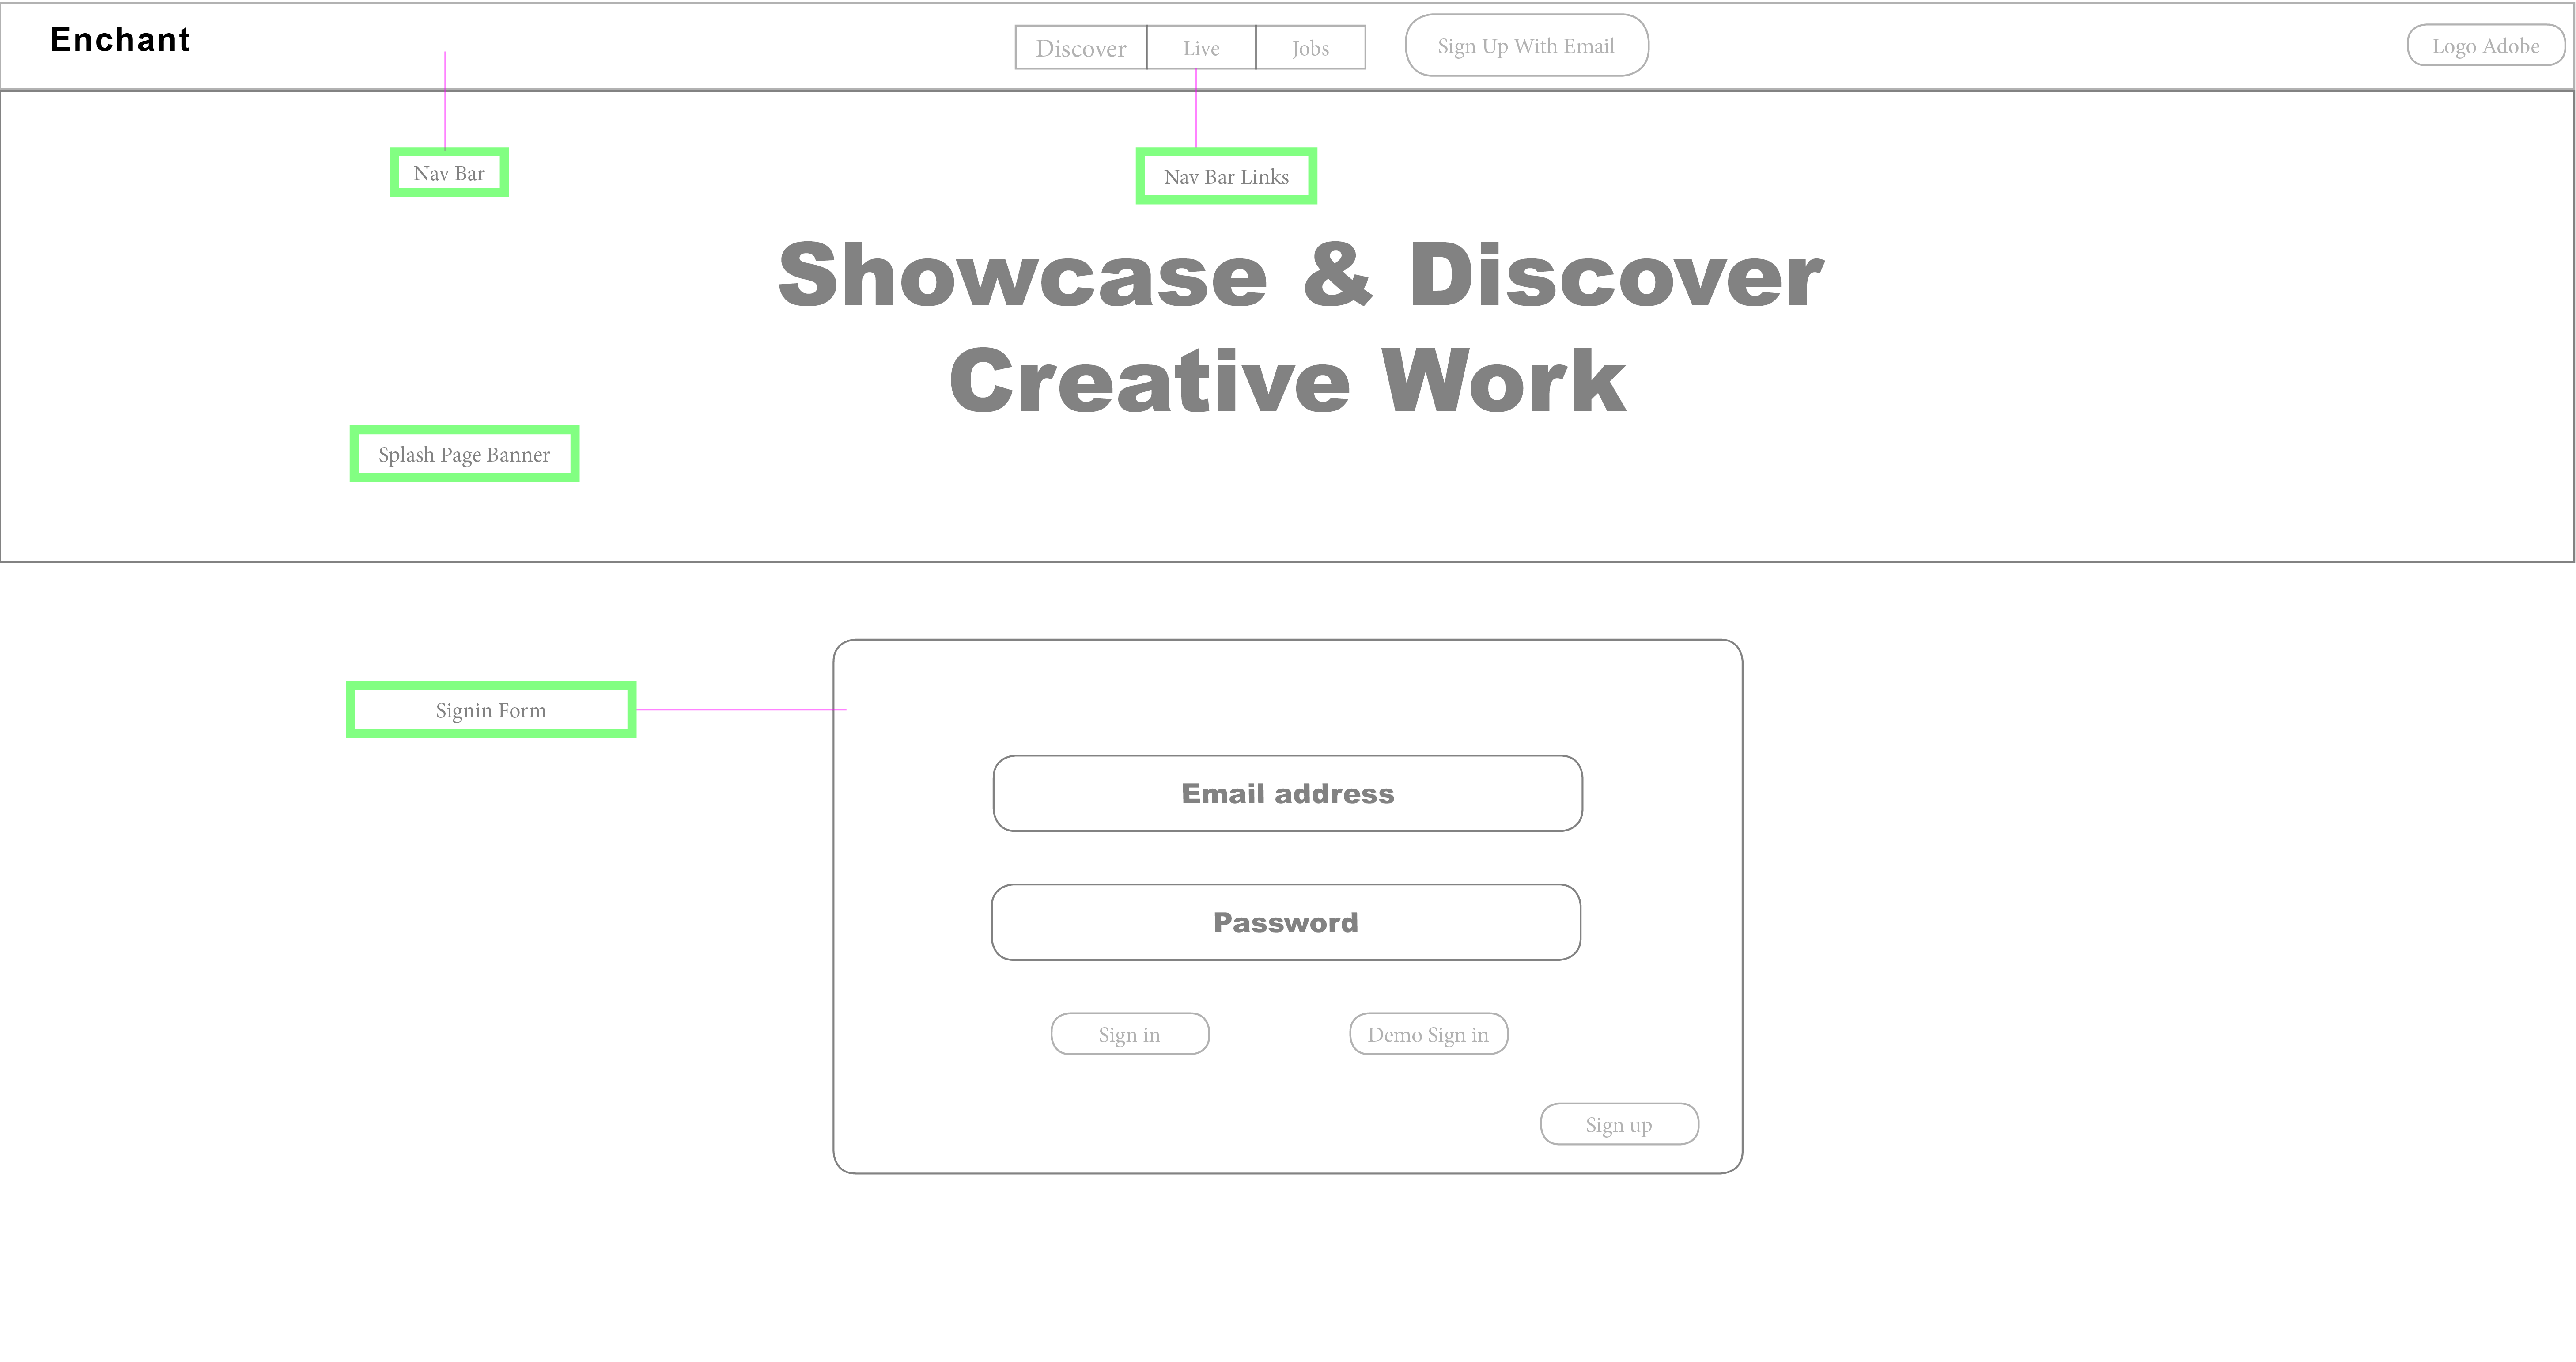 Enchant
Discover
Live
Jobs
Sign Up With Email
Logo Adobe
Nav Bar
Nav Bar Links
Showcase & Discover
Creative Work
Splash Page Banner
Signin Form
Email address
Password
Sign in
Demo Sign in
Sign up